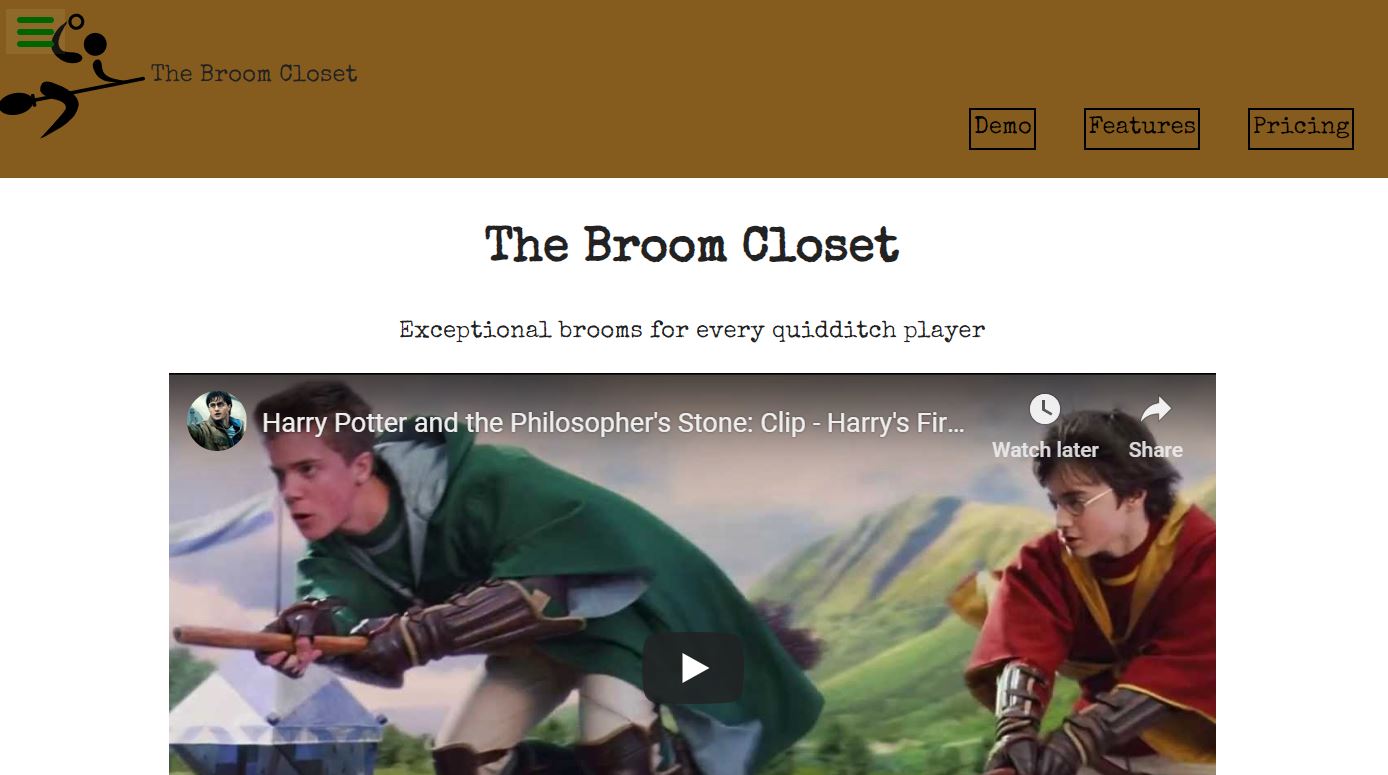 The Broom Closet
Demo Features Pricing
The Broom Closet
Exceptional brooms for every quidditch player
Harry Potter and the Philosopher's Stone: Clip - Harry's Fir...
Watch later Share